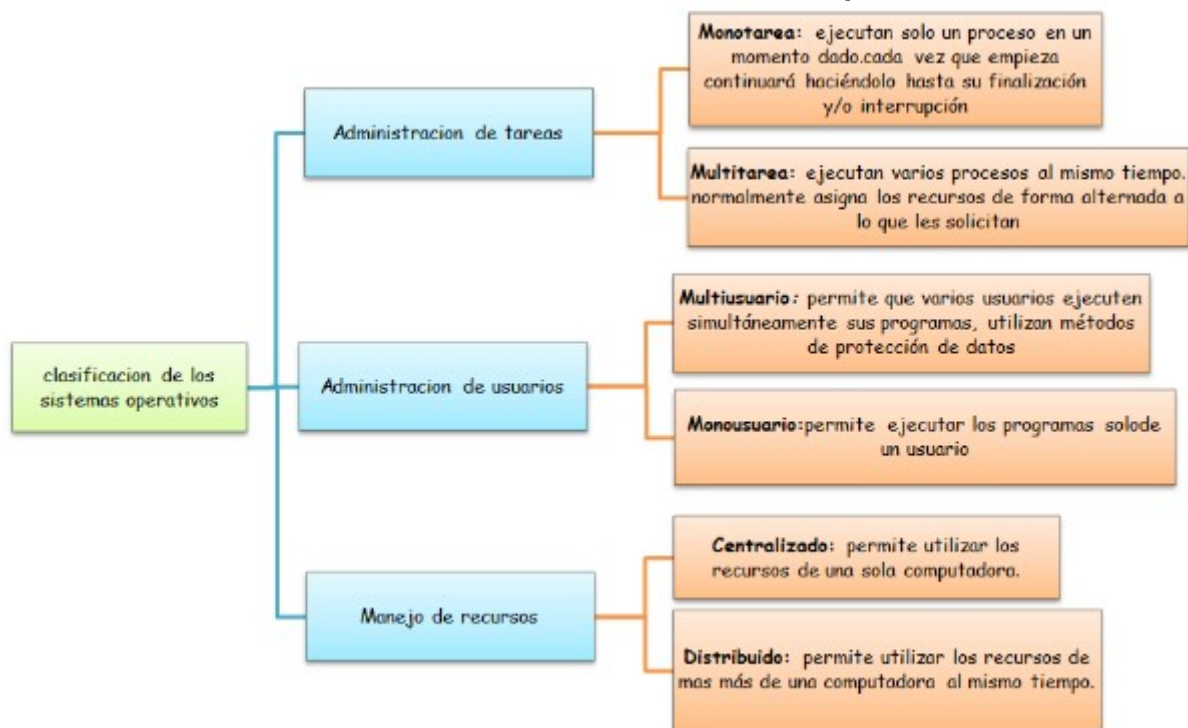 clasificacion de los
sistemas operativos
Administracion de tareas
Monotarea: ejecutan solo un proceso en un
momento dado.cada vez que empieza
continuará haciéndolo hasta su finalización
y/o interrupción
Multitarea: ejecutan varios procesos al mismo tiempo.
normalmente asigna los recursos de forma alternada a
lo que les solicitan
Administracion de usuarios
Multiusuario: permite que varios usuarios ejecuten
simultáneamente sus programas, utilizan métodos
de protección de datos
Monousuario:permite ejecutar los programas solode
un usuario
Manejo de recursos
Centralizado: permite utilizar los
recursos de una sola computadora.
Distribuido: permite utilizar los recursos de
mas más de una computadora al mismo tiempo.